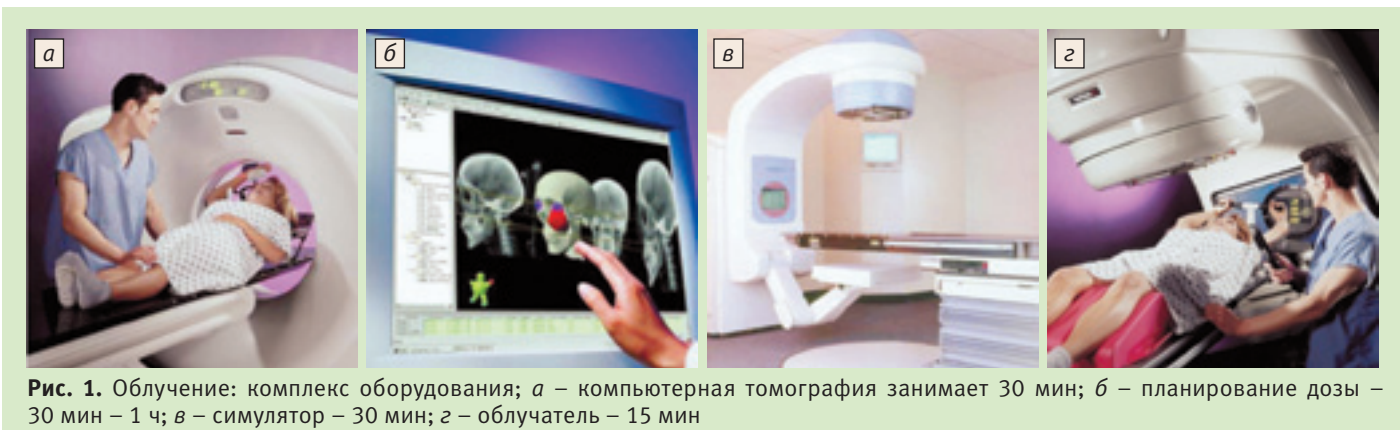 а
б
в
г
Рис. 1. Облучение: комплекс оборудования; а – компьютерная томография занимает 30 мин; б – планирование дозы –
30 мин – 1 ч; в – симулятор – 30 мин; г – облучатель – 15 мин